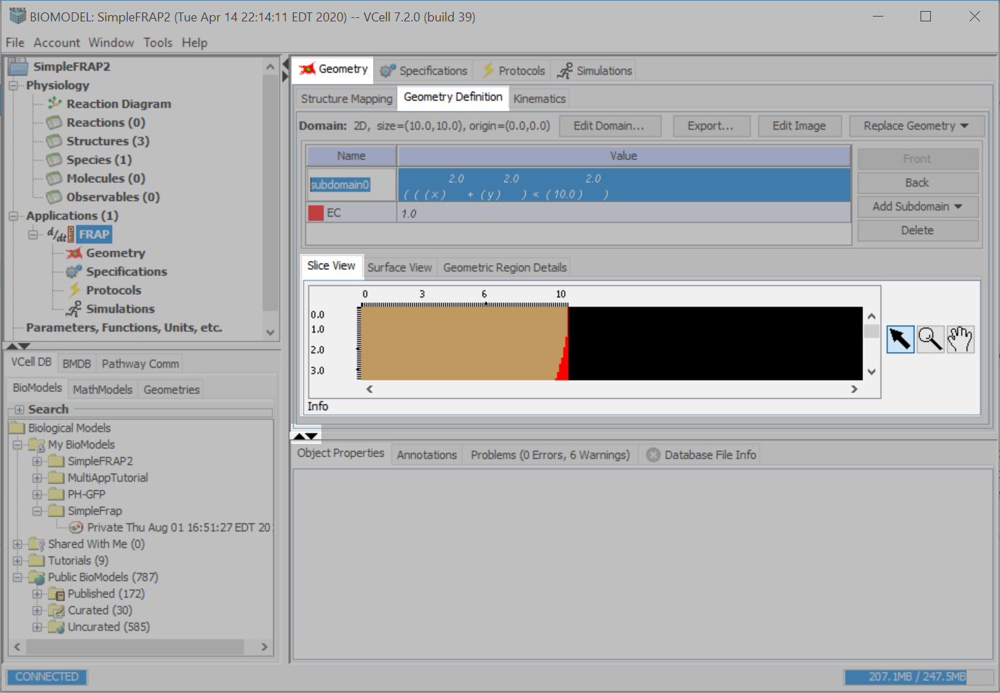 BIOMODEL: SimpleFRAP2 (Tue Apr 14 22:14:11 EDT 2020) -- VCell 7.2.0 (build 39)
File Account Window Tools Help
SimpleFRAP2
Physiology
Reaction Diagram
Reactions (0)
Structures (3)
Species (1)
Molecules (0)
Observables (0)
Applications (1)
d/dt FRAP
Geometry
Specifications
Protocols
Simulations
Parameters, Functions, Units, etc.
VCell DB BMDB Pathway Comm
BioModels MathModels Geometries
Search
Biological Models
My BioModels
SimpleFRAP2
MultiAppTutorial
PH-GFP
SimpleFrap
Private Thu Aug 01 16:51:27 EDT 20
Shared With Me (0)
Tutorials (9)
Public BioModels (787)
Published (172)
Curated (30)
Uncurated (585)
CONNECTED
Geometry Specifications Protocols Simulations
Structure Mapping Geometry Definition Kinematics
Domain: 2D, size=(10.0,10.0), origin=(0.0,0.0) Edit Domain... Export... Edit Image Replace Geometry
Name Value
2.0 2.0 2.0
subdomain0 ( ( (x) + (y) ) < (10.0) )
EC 1.0
Front
Back
Add Subdomain
Delete
Slice View Surface View Geometric Region Details
0 3 6 10
0.0
1.0
2.0
3.0
Info
Object Properties Annotations Problems (0 Errors, 6 Warnings) Database File Info
207.1MB / 247.5MB